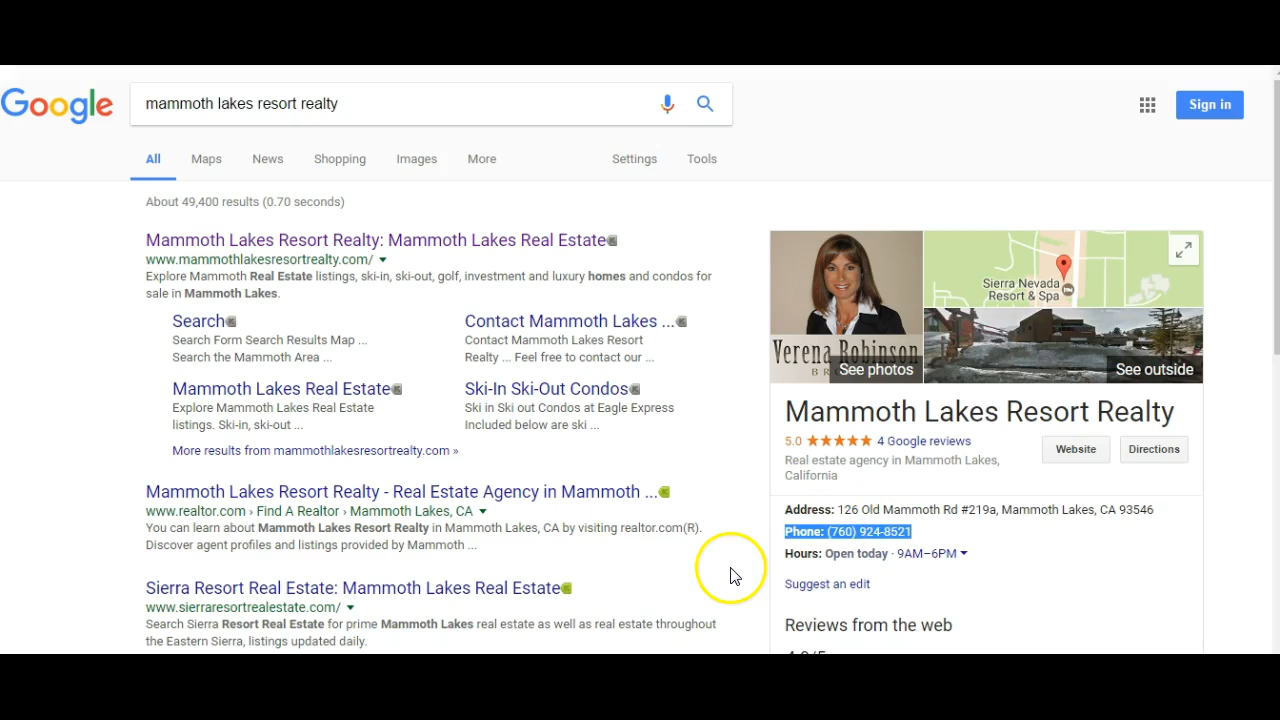 Google
mammoth lakes resort realty
Sign in
All Maps News Shopping Images More Settings Tools
About 49,400 results (0.70 seconds)
Mammoth Lakes Resort Realty: Mammoth Lakes Real Estate
www.mammothlakesresortrealty.com/
Explore Mammoth Real Estate listings, ski-in, ski-out, golf, investment and luxury homes and condos for
sale in Mammoth Lakes.
Search
Search Form Search Results Map ...
Search the Mammoth Area ...
Contact Mammoth Lakes ...
Contact Mammoth Lakes Resort
Realty ... Feel free to contact our ...
Mammoth Lakes Real Estate
Explore Mammoth Lakes Real Estate
listings. Ski-in, ski-out ...
Ski-In Ski-Out Condos
Ski in Ski out Condos at Eagle Express
Included below are ski ...
More results from mammothlakesresortrealty.com »
Mammoth Lakes Resort Realty - Real Estate Agency in Mammoth ...
www.realtor.com › Find A Realtor › Mammoth Lakes, CA
You can learn about Mammoth Lakes Resort Realty in Mammoth Lakes, CA by visiting realtor.com(R).
Discover agent profiles and listings provided by Mammoth ...
Sierra Resort Real Estate: Mammoth Lakes Real Estate
www.sierraresortrealestate.com/
Search Sierra Resort Real Estate for prime Mammoth Lakes real estate as well as real estate throughout
the Eastern Sierra, listings updated daily.
Sierra Nevada
Resort & Spa
Verena Robinson
See photos
See outside
Mammoth Lakes Resort Realty
5.0 4 Google reviews
Real estate agency in Mammoth Lakes,
California
Website
Directions
Address: 126 Old Mammoth Rd #219a, Mammoth Lakes, CA 93546
Phone: (760) 924-8521
Hours: Open today · 9AM–6PM
Suggest an edit
Reviews from the web